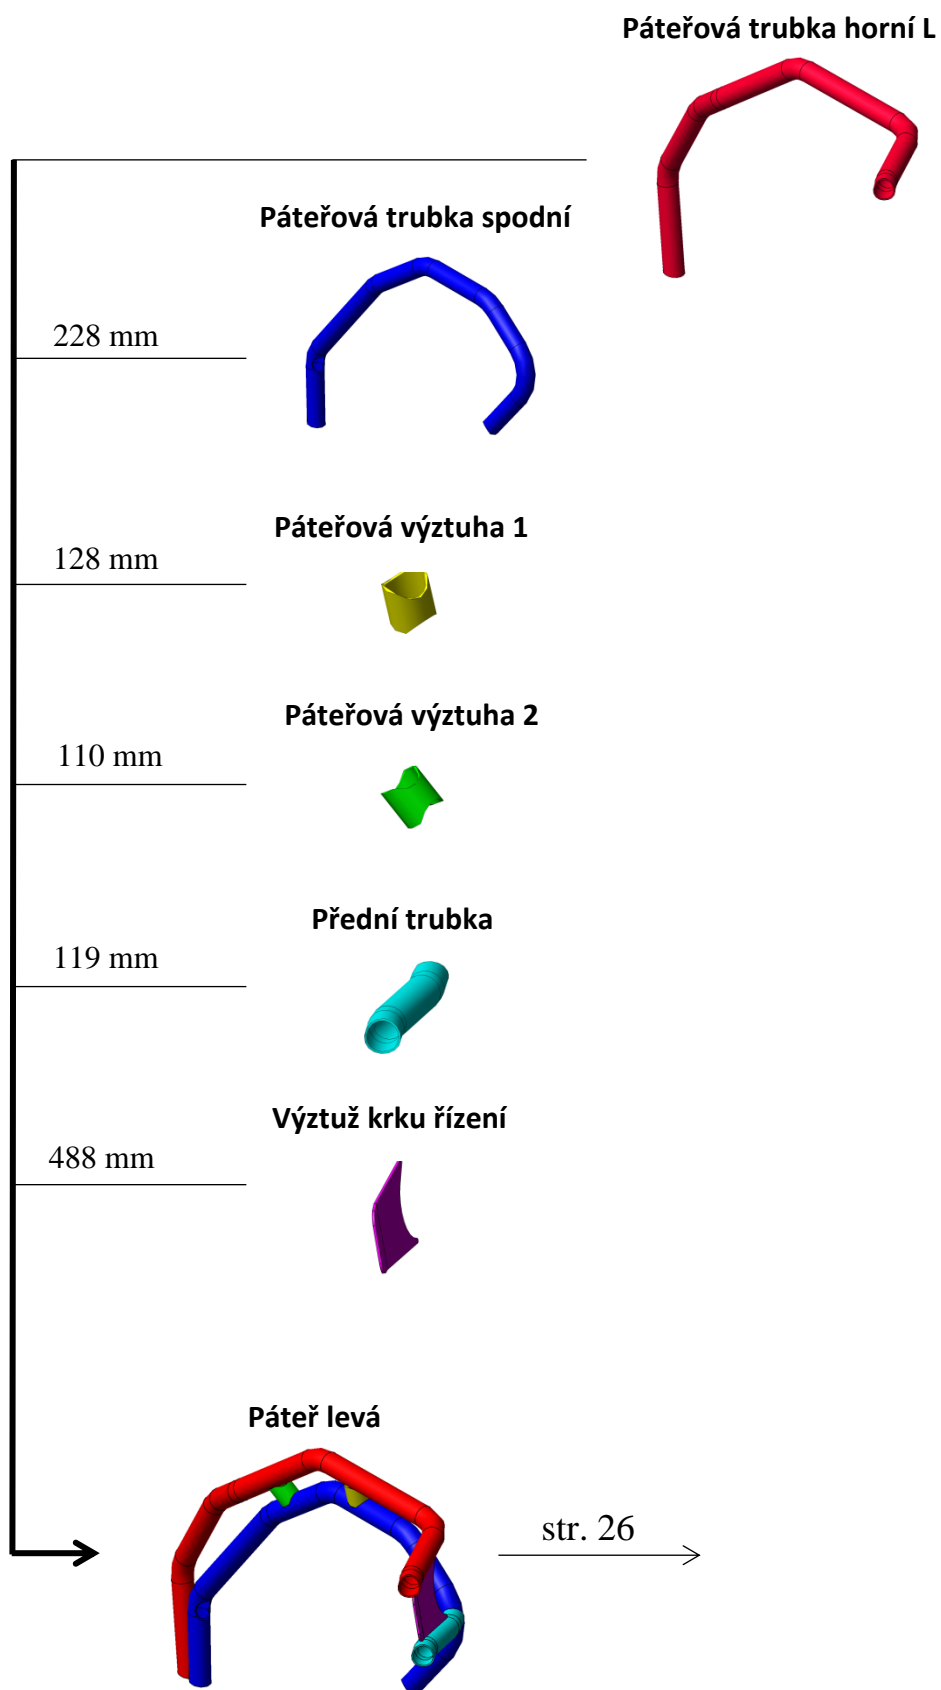 Páteřová trubka horní L
Páteřová trubka spodní
228 mm
Páteřová výztuha 1
128 mm
Páteřová výztuha 2
110 mm
Přední trubka
119 mm
Výztuž krku řízení
488 mm
Páteř levá
str. 26